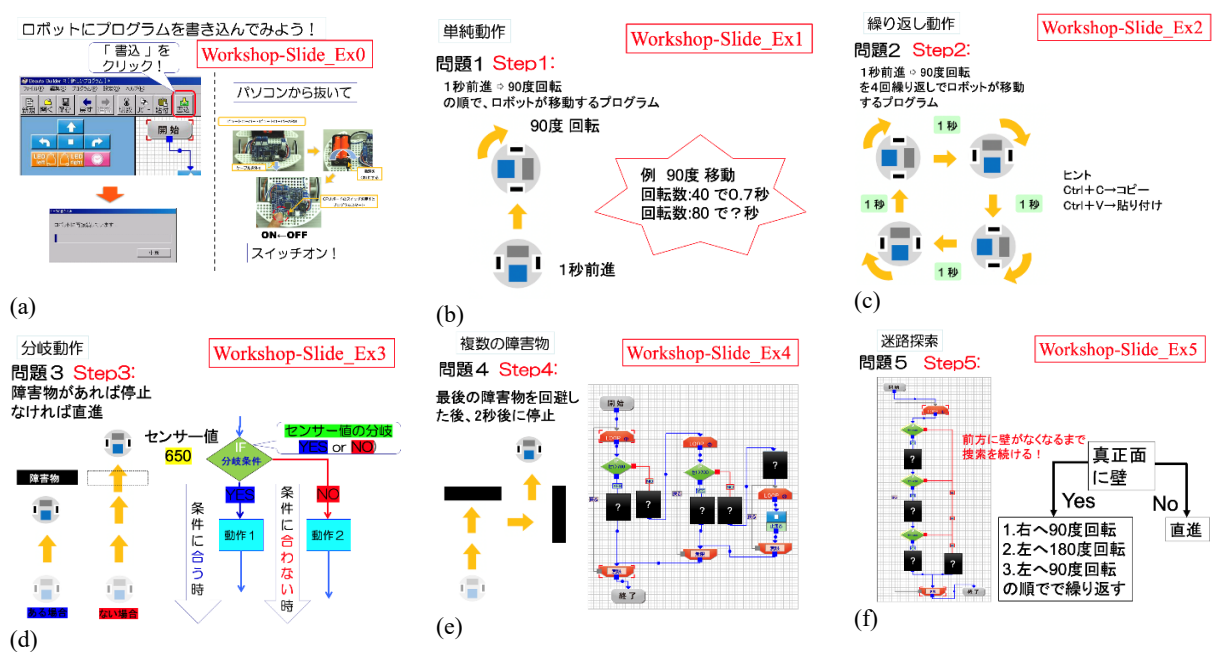 ロボットにプログラムを書き込んでみよう！
Workshop-Slide_Ex0
「 書込 」を
クリック！
開始
パソコンから抜いて
ON←OFF
スイッチオン！
(a)
単純動作
Workshop-Slide_Ex1
問題1 Step1:
1秒前進⇨90度回転
の順で、ロボットが移動するプログラム
90度 回転
例 90度 移動
回転数:40 で0.7秒
回転数:80 で？秒
1秒前進
(b)
繰り返し動作
Workshop-Slide_Ex2
問題2 Step2:
1秒前進⇨90度回転
を4回繰り返しでロボットが移動
するプログラム
1 秒
1 秒
1 秒
1 秒
ヒント
Ctrl＋C→コピー
Ctrl＋V→貼り付け
(c)
分岐動作
Workshop-Slide_Ex3
問題3 Step3:
障害物があれば停止
なければ直進
センサー値
650
IF
分岐条件
センサー値の分岐
YES or NO)
障害物
YES
NO
動作1
動作2
条件に合う時
条件に合わない時
ある場合
ない場合
(d)
複数の障害物
Workshop-Slide_Ex4
問題4 Step4:
最後の障害物を回避し
た後、2秒後に停止
開始
?
?
?
?
?
終了
(e)
迷路探索
Workshop-Slide_Ex5
問題5 Step5:
前方に壁がなくなるまで
捜索を続ける！
?
?
?
?
終了
真正面
に壁
Yes
No
1.右へ90度回転
2.左へ180度回転
3.左へ90度回転
の順でで繰り返す
直進
(f)